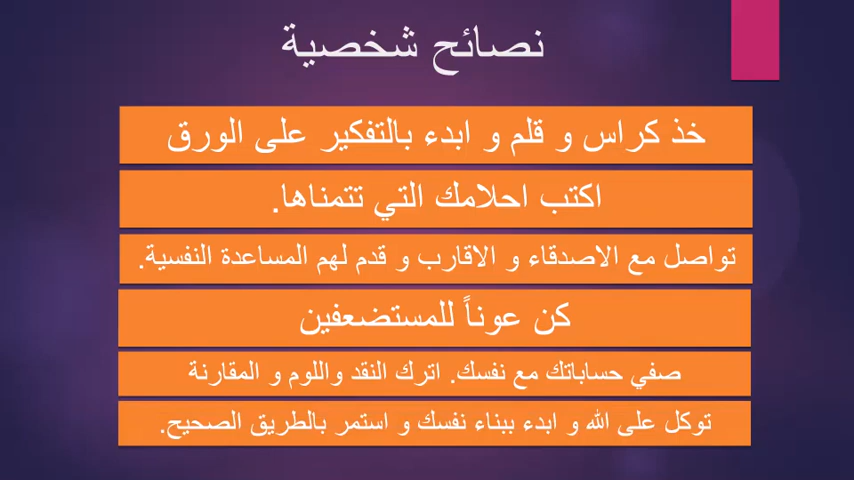 نصائح شخصية
خذ كراس و قلم و ابدء بالتفكير على الورق
اكتب احلامك التي تتمناها.
تواصل مع الاصدقاء و الاقارب و قدم لهم المساعدة النفسية.
كن عوناً للمستضعفين
صفي حساباتك مع نفسك. اترك النقد واللوم و المقارنة
توكل على الله و ابدء ببناء نفسك و استمر بالطريق الصحيح.